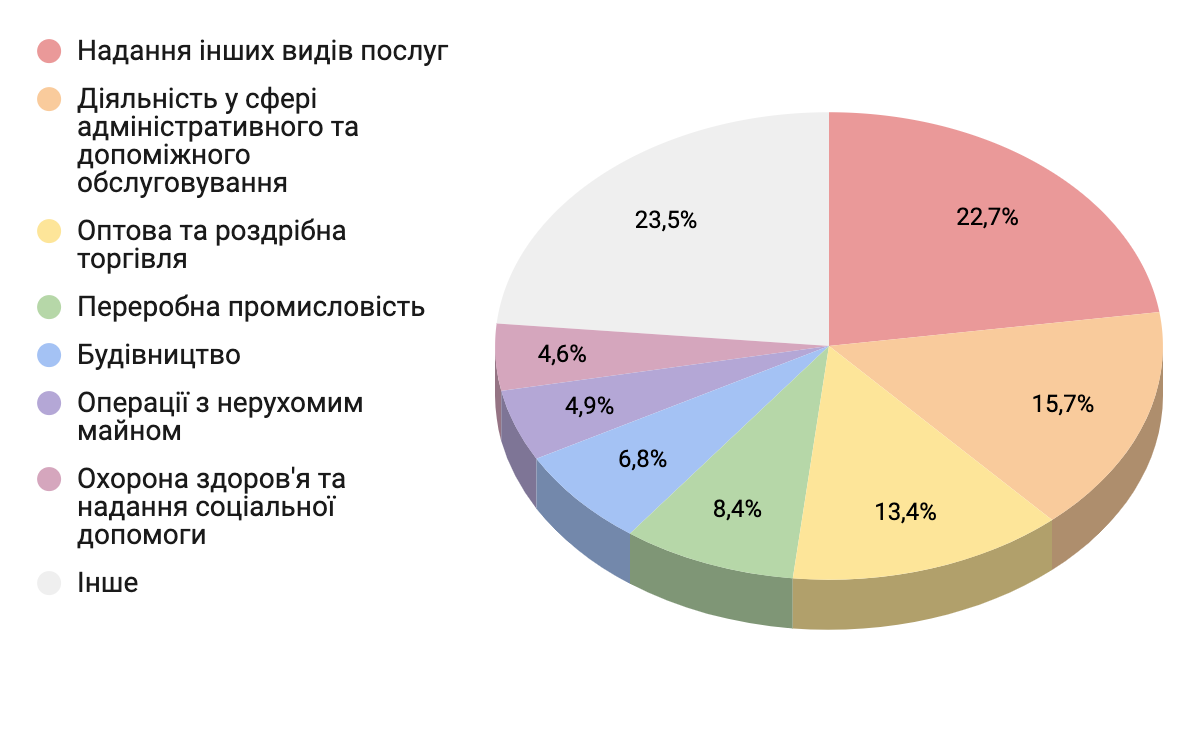 Надання інших видів послуг
Діяльність у сфері
адміністративного та
допоміжного
обслуговування
Оптова та роздрібна
торгівля
Переробна промисловість
Будівництво
Операції з нерухомим
майном
Охорона здоров'я та
надання соціальної
допомоги
Інше
23,5%
22,7%
4,6%
4,9%
15,7%
6,8%
8,4%
13,4%